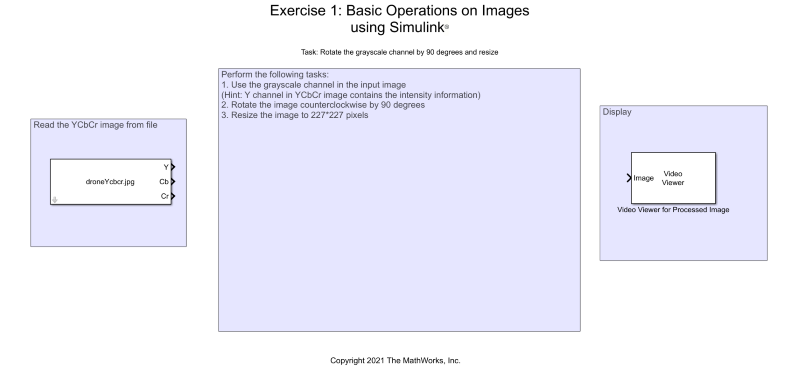 Exercise 1: Basic Operations on Images
using Simulink®
Task: Rotate the grayscale channel by 90 degrees and resize
Read the YCbCr image from file
droneYcbcr.jpg
Y
Cb
Cr
Perform the following tasks:
1. Use the grayscale channel in the input image
(Hint: Y channel in YCbCr image contains the intensity information)
2. Rotate the image counterclockwise by 90 degrees
3. Resize the image to 227*227 pixels
Display
Image
Video
Viewer
Video Viewer for Processed Image
Copyright 2021 The MathWorks, Inc.